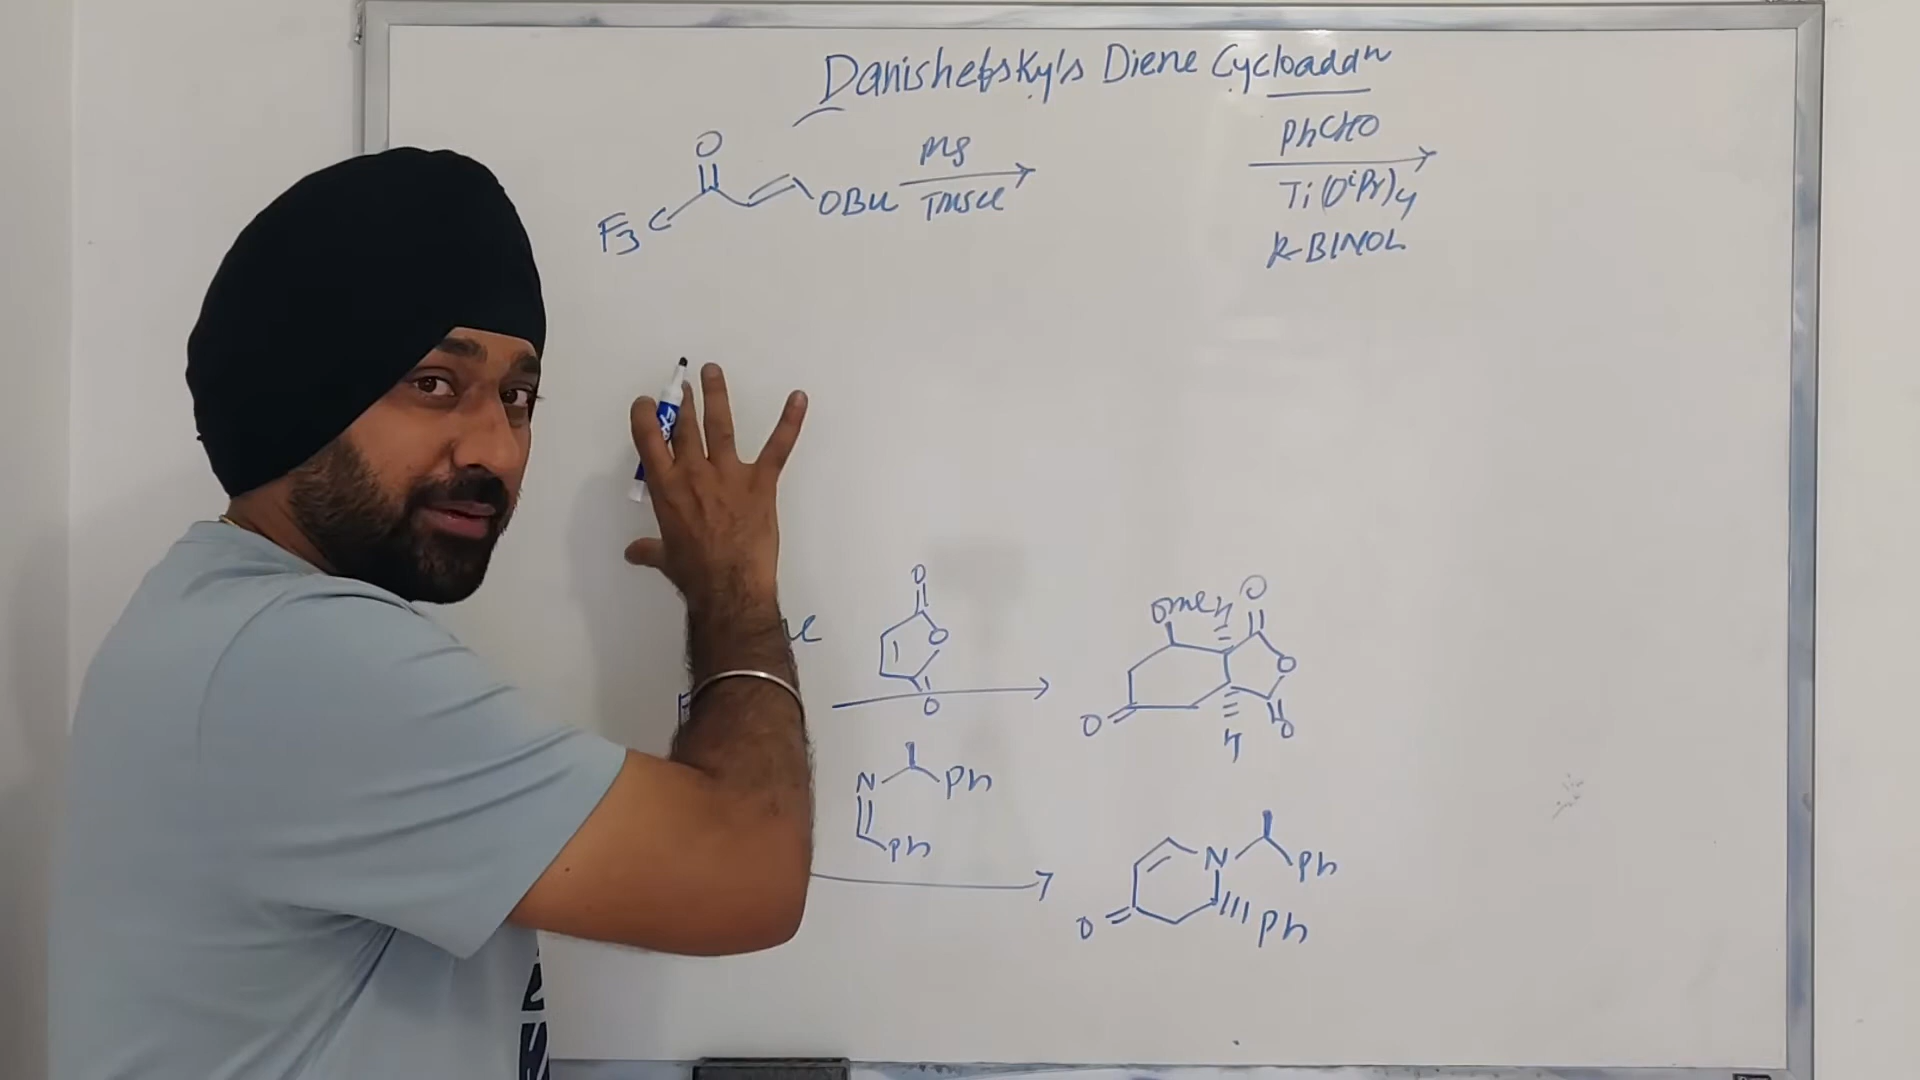 Danishefsky's Diene Cycloaddn
O
F3C
OBu
Mg
TMSCl
PhCHO
Ti(OiPr)4
R-BINOL
O
O
O
OMe
H
O
O
O
O
H
N
Ph
Ph
N
Ph
O
Ph